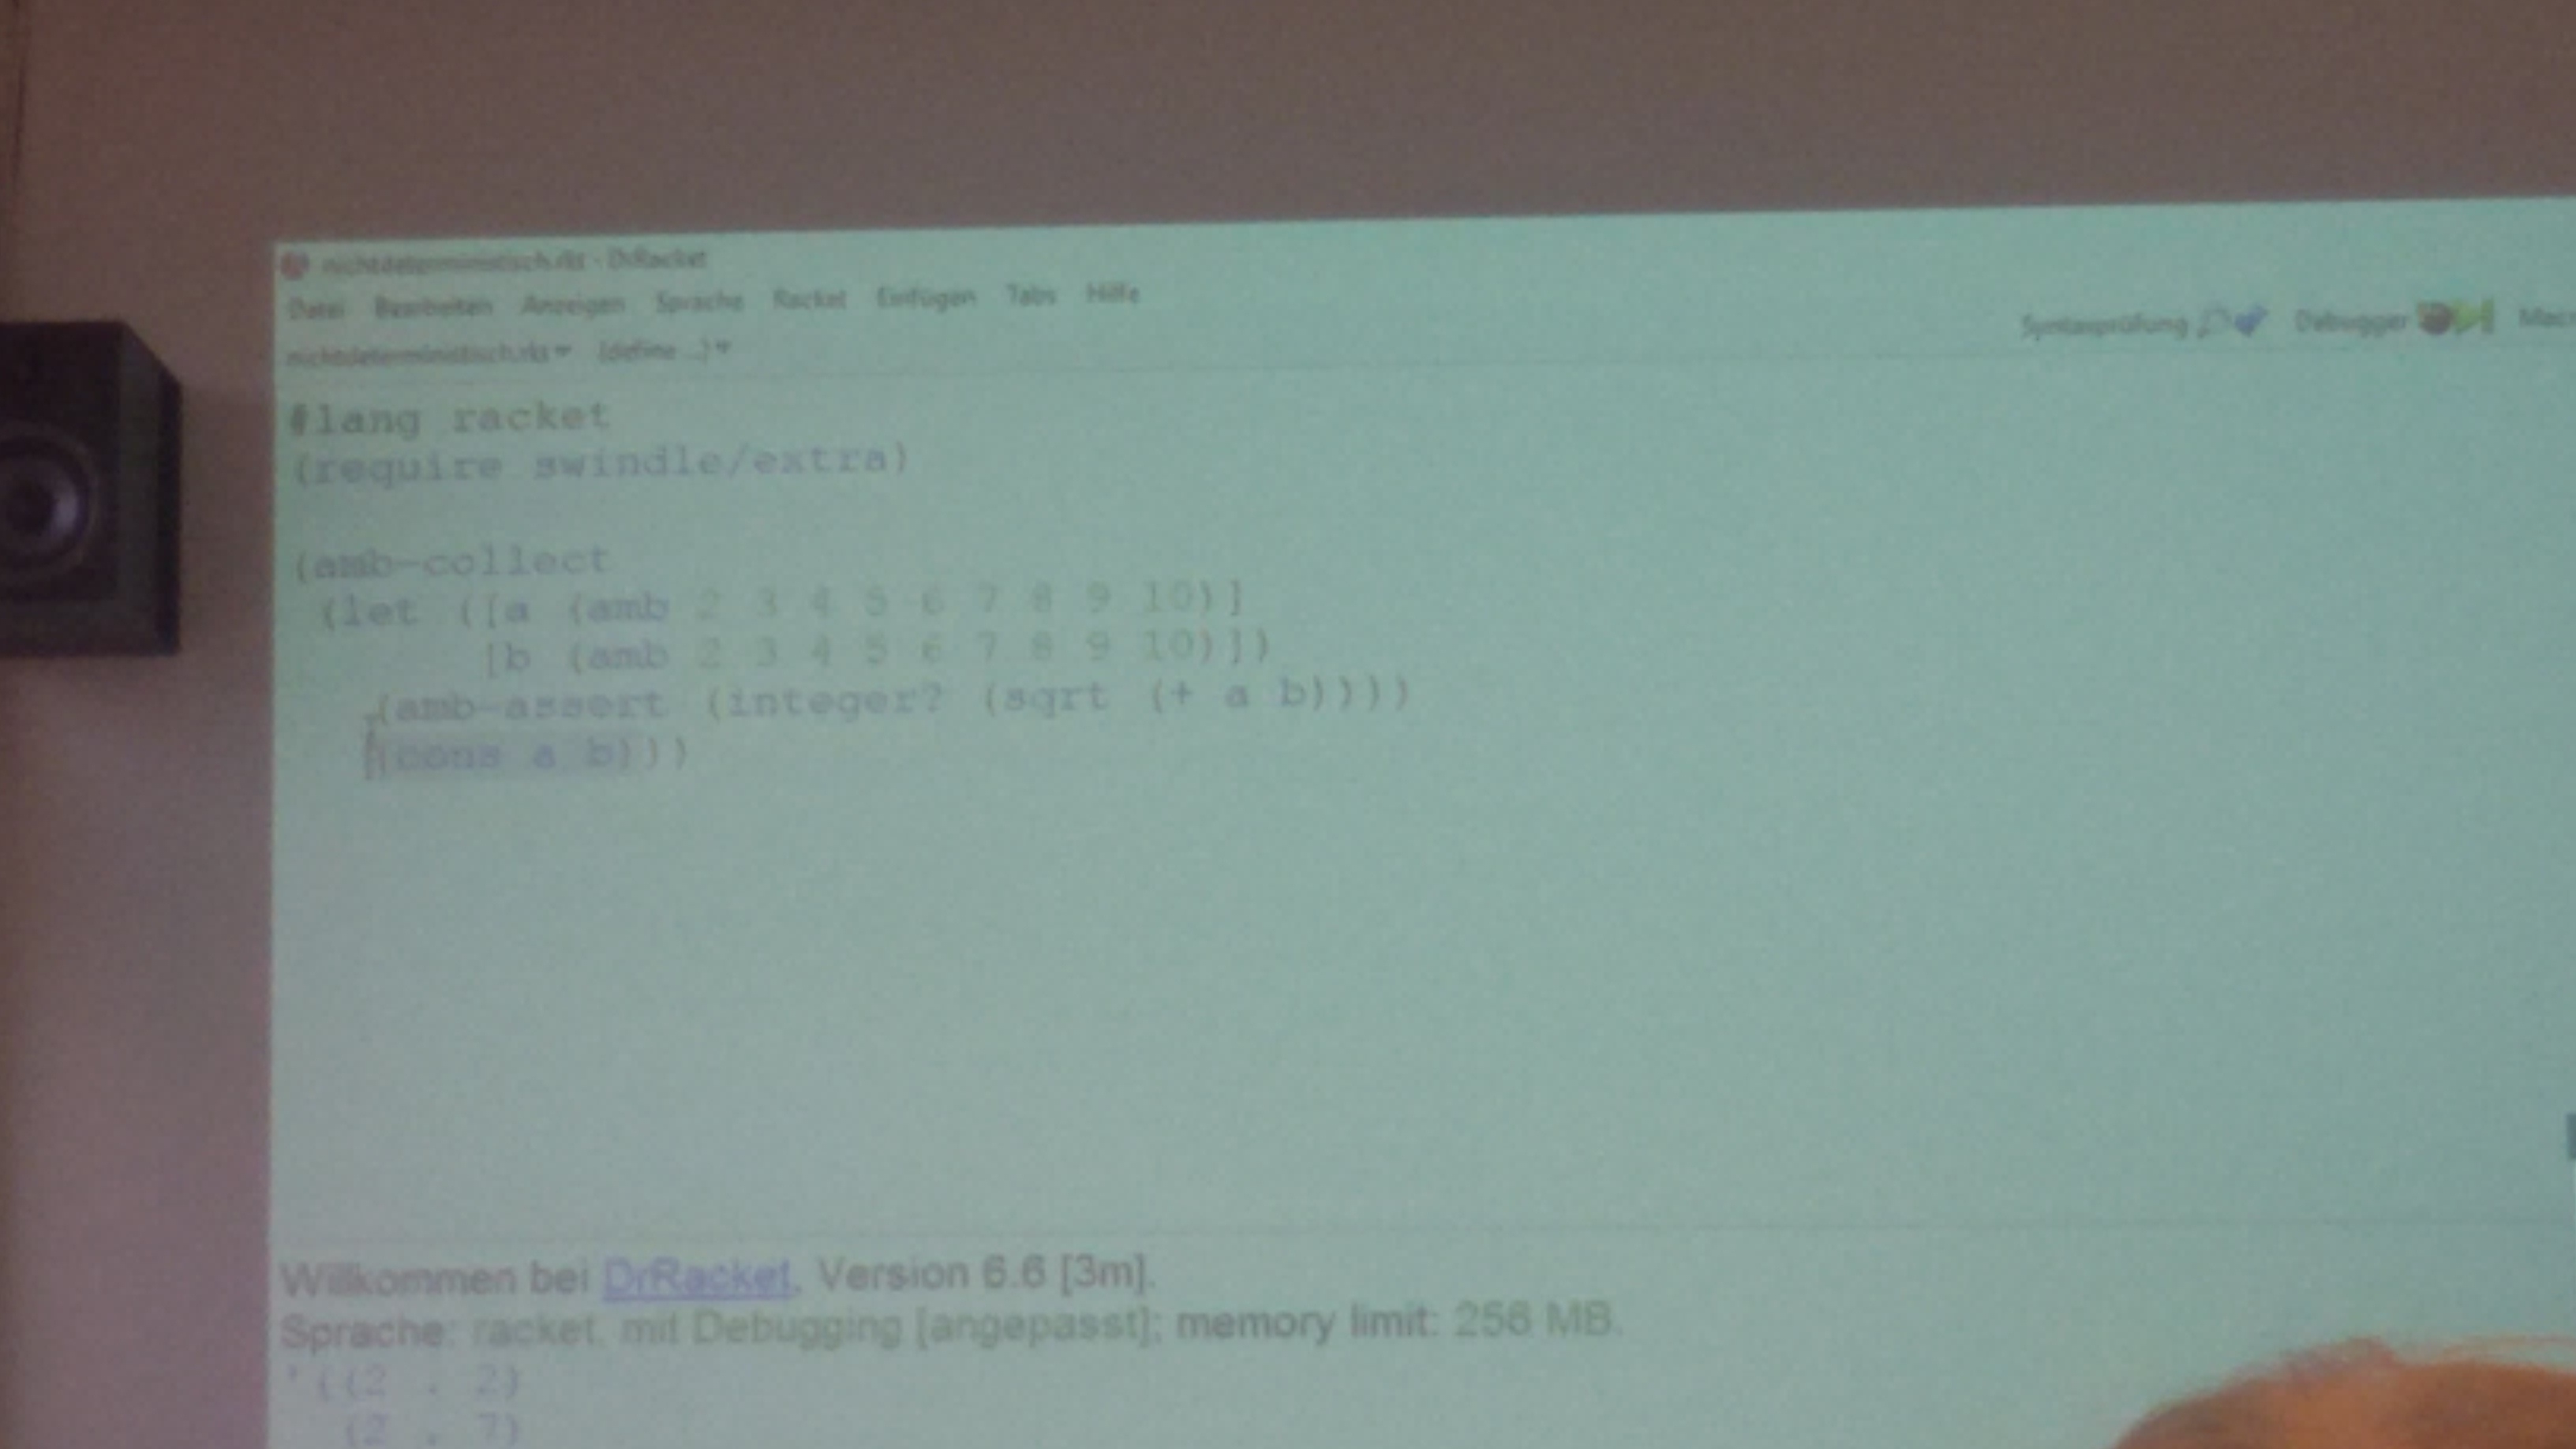 nichtdeterministisch.rkt - DrRacket
Datei Bearbeiten Anzeigen Sprache Racket Einfügen Tabs Hilfe
Syntaxprüfung Debugger
nichtdeterministisch.rkt (define ...)
#lang racket
(require swindle/extra)
(amb-collect
(let ([a (amb 2 3 4 5 6 7 8 9 10)]
[b (amb 2 3 4 5 6 7 8 9 10)])
(amb-assert (integer? (sqrt (+ a b))))
(cons a b)))
Willkommen bei DrRacket, Version 6.6 [3m].
Sprache: racket, mit Debugging [angepasst]; memory limit: 256 MB.
'((2 . 2)
(2 . 7)